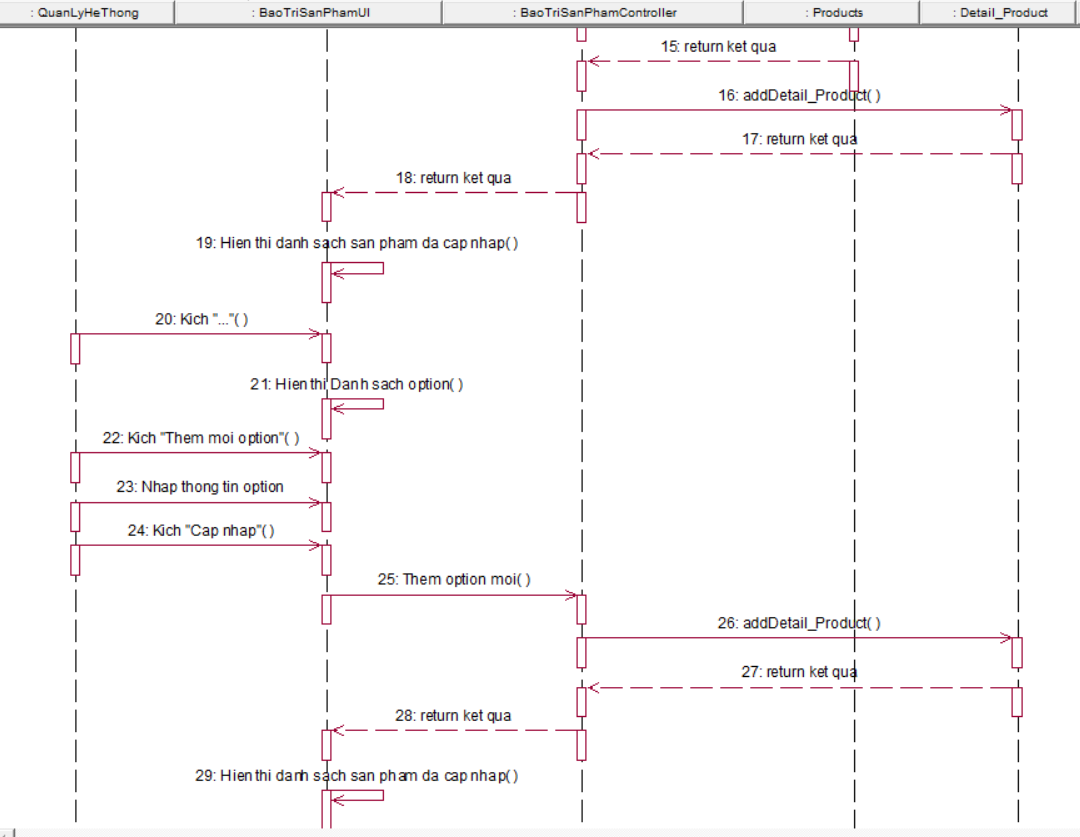 : QuanLyHeThong
: BaoTriSanPhamUI
: BaoTriSanPhamController
: Products
: Detail_Product
15: return ket qua
16: addDetail_Product( )
17: return ket qua
18: return ket qua
19: Hien thi danh sach san pham da cap nhap( )
20: Kich "..."( )
21: Hien thi Danh sach option( )
22: Kich "Them moi option"( )
23: Nhap thong tin option
24: Kich "Cap nhap"( )
25: Them option moi( )
26: addDetail_Product( )
27: return ket qua
28: return ket qua
29: Hien thi danh sach san pham da cap nhap( )